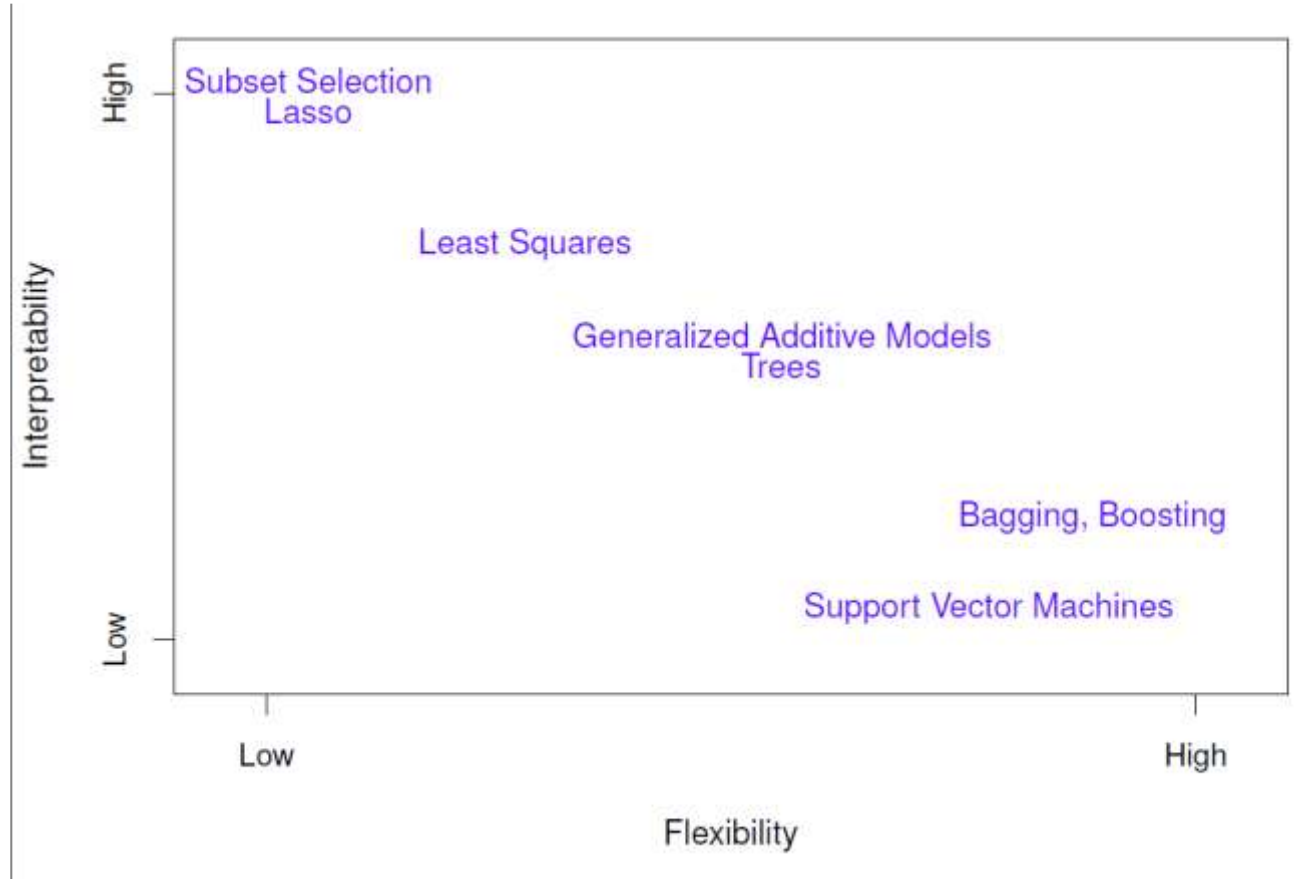 High
Subset Selection
Lasso
Least Squares
Interpretability
Generalized Additive Models
Trees
Bagging, Boosting
Support Vector Machines
Low
Low
High
Flexibility